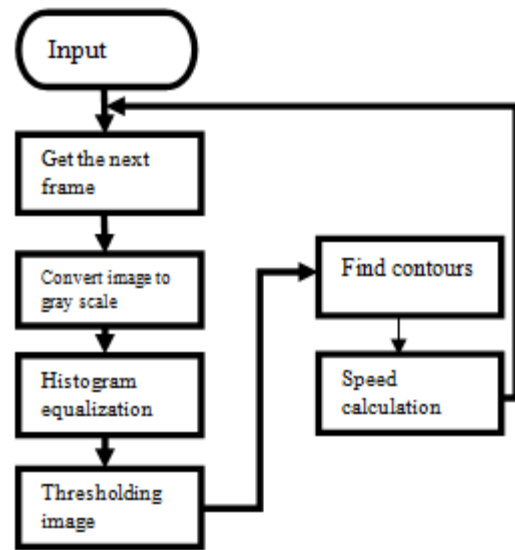 Input
Get the next
frame
Convert image to
gray scale
Histogram
equalization
Thresholding
image
Find contours
Speed
calculation